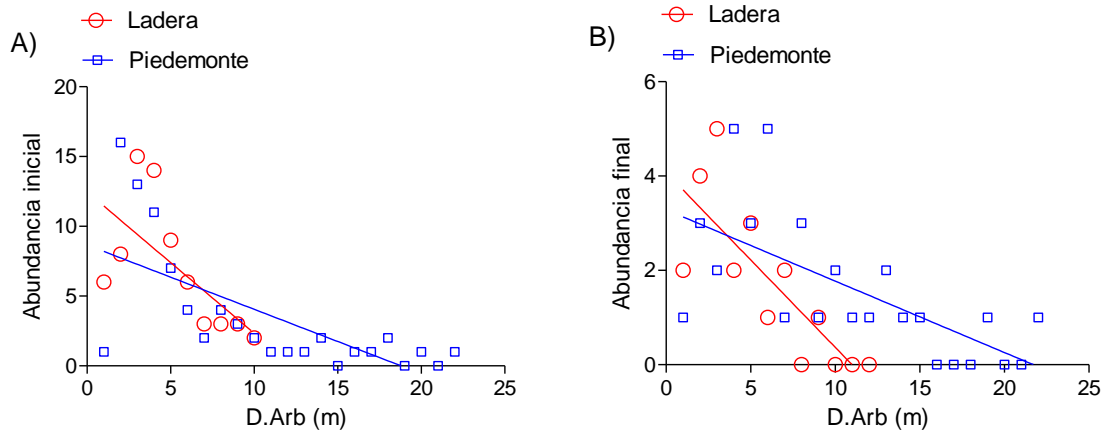 A)
Ladera
Piedemonte
20
15
10
5
0
0 5 10 15 20 25
Abundancia inicial
D.Arb (m)
B)
Ladera
Piedemonte
6
4
2
0
0 5 10 15 20 25
Abundancia final
D.Arb (m)